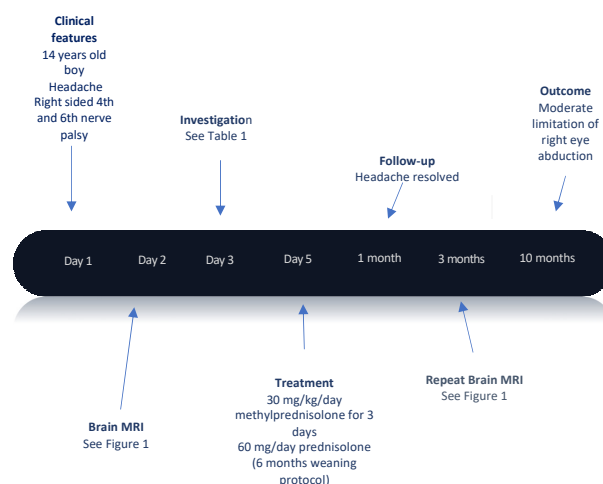 Clinical
features
14 years old
boy
Headache
Right sided 4th
and 6th nerve
palsy
Investigation
See Table 1
Follow-up
Headache resolved
Outcome
Moderate
limitation of
right eye
abduction
Day 1
Day 2
Day 3
Day 5
1 month
3 months
10 months
Brain MRI
See Figure 1
Treatment
30 mg/kg/day
methylprednisolone for 3
days
60 mg/day prednisolone
(6 months weaning
protocol)
Repeat Brain MRI
See Figure 1